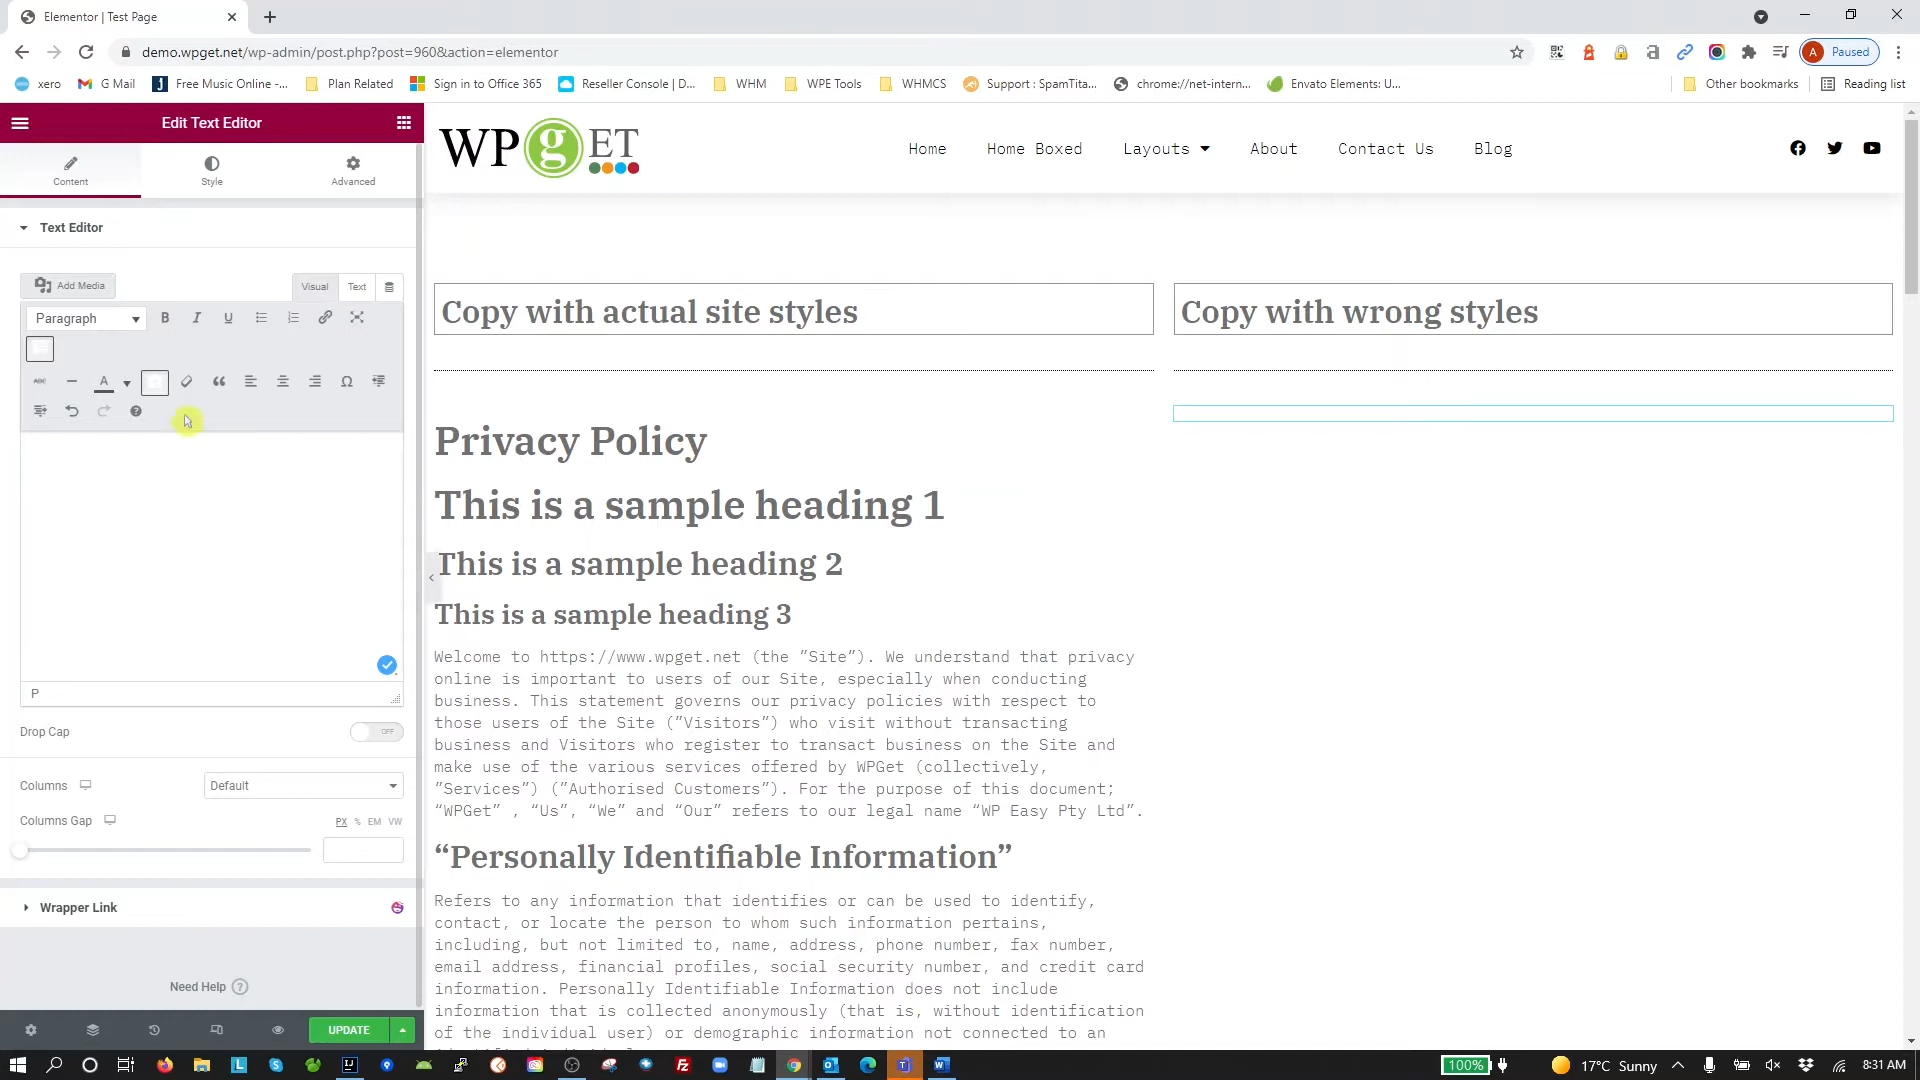 Elementor | Test Page
demo.wpget.net/wp-admin/post.php?post=960&action=elementor
A Paused
xero G Mail Free Music Online -... Plan Related Sign in to Office 365 Reseller Console | D... WHM WPE Tools WHMCS Support : SpamTita... chrome://net-intern... Envato Elements: U... Other bookmarks Reading list
Edit Text Editor
Content Style Advanced
Text Editor
Add Media Visual Text
Paragraph B I U
ABC A
P
Drop Cap OFF
Columns Default
Columns Gap PX % EM VW
Wrapper Link
Need Help ?
UPDATE
WP g ET
Home Home Boxed Layouts About Contact Us Blog
Copy with actual site styles
Copy with wrong styles
Privacy Policy
This is a sample heading 1
This is a sample heading 2
This is a sample heading 3
Welcome to https://www.wpget.net (the ”Site”). We understand that privacy
online is important to users of our Site, especially when conducting
business. This statement governs our privacy policies with respect to
those users of the Site (”Visitors”) who visit without transacting
business and Visitors who register to transact business on the Site and
make use of the various services offered by WPGet (collectively,
”Services”) (”Authorised Customers”). For the purpose of this document;
“WPGet” , “Us”, “We” and “Our” refers to our legal name “WP Easy Pty Ltd”.
“Personally Identifiable Information”
Refers to any information that identifies or can be used to identify,
contact, or locate the person to whom such information pertains,
including, but not limited to, name, address, phone number, fax number,
email address, financial profiles, social security number, and credit card
information. Personally Identifiable Information does not include
information that is collected anonymously (that is, without identification
of the individual user) or demographic information not connected to an
100% 17°C Sunny 8:31 AM